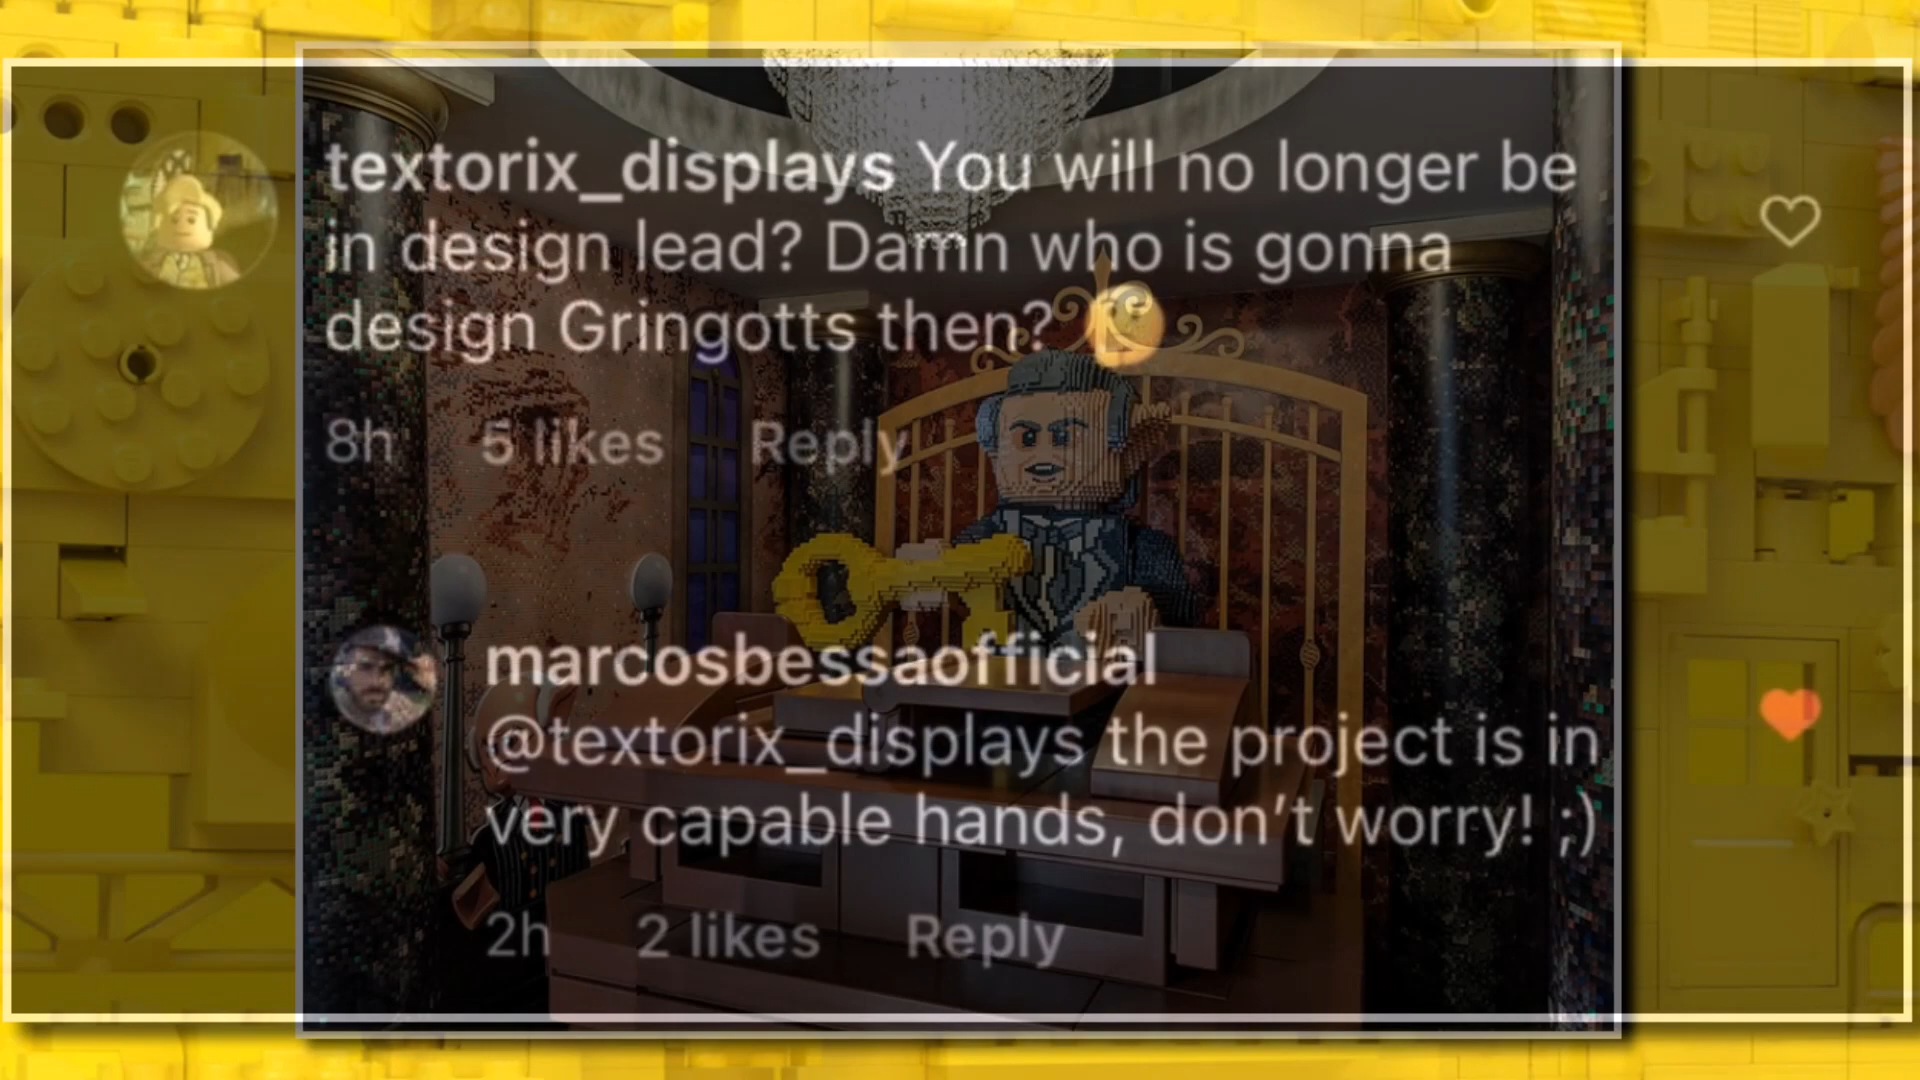 textorix_displays You will no longer be
in design lead? Damn who is gonna
design Gringotts then?
8h 5 likes Reply
marcosbessaofficial
@textorix_displays the project is in
very capable hands, don’t worry! ;)
2h 2 likes Reply